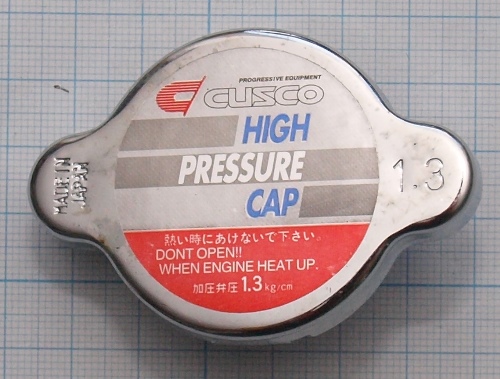 PROGRESSIVE EQUIPMENT
CUSCO
HIGH
PRESSURE
CAP
熱い時にあけないで下さい。
DONT OPEN!!
WHEN ENGINE HEAT UP.
加圧弁圧1.3kg/cm
MADE IN
JAPAN
1.3